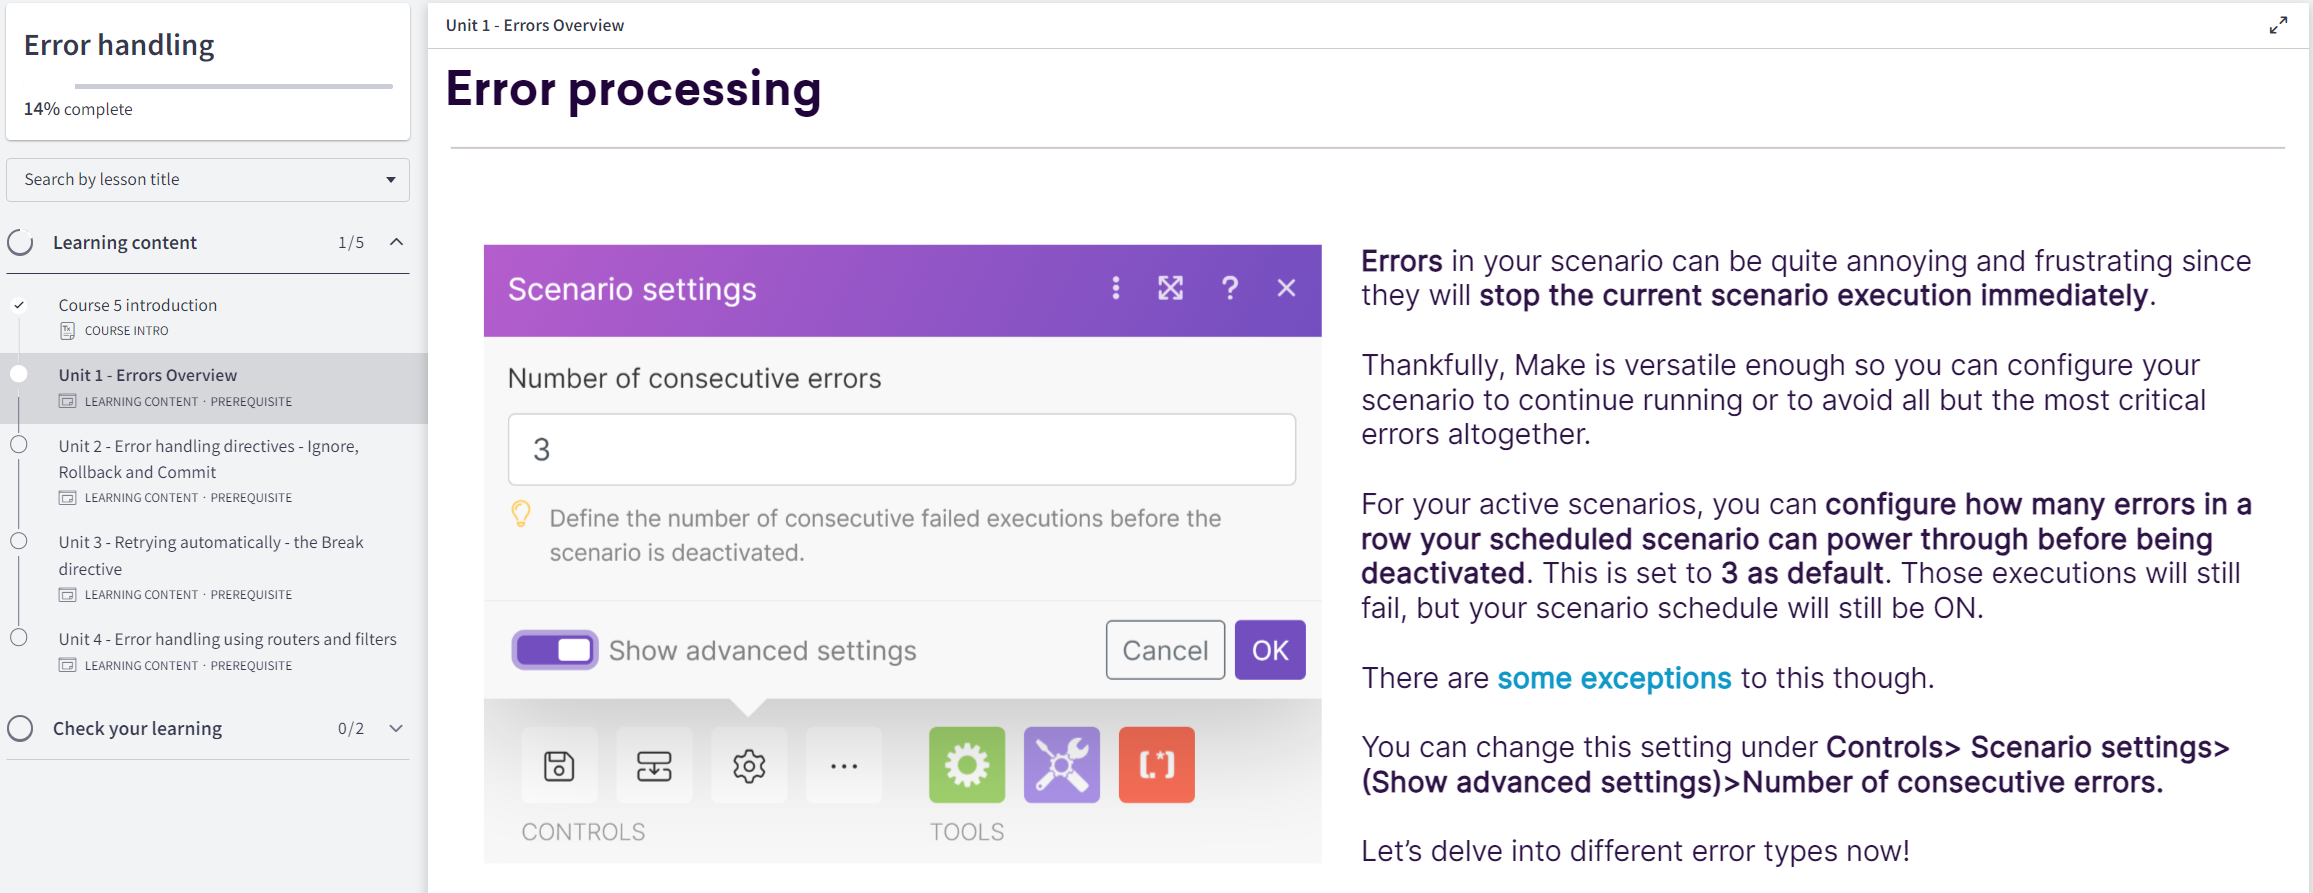 Error handling
14% complete
Search by lesson title
Learning content 1/5
Course 5 introduction
COURSE INTRO
Unit 1 - Errors Overview
LEARNING CONTENT · PREREQUISITE
Unit 2 - Error handling directives - Ignore,
Rollback and Commit
LEARNING CONTENT · PREREQUISITE
Unit 3 - Retrying automatically - the Break
directive
LEARNING CONTENT · PREREQUISITE
Unit 4 - Error handling using routers and filters
LEARNING CONTENT · PREREQUISITE
Check your learning 0/2
Unit 1 - Errors Overview
Error processing
Scenario settings
Number of consecutive errors
3
Define the number of consecutive failed executions before the
scenario is deactivated.
Show advanced settings
Cancel
OK
CONTROLS
TOOLS
Errors in your scenario can be quite annoying and frustrating since
they will stop the current scenario execution immediately.
Thankfully, Make is versatile enough so you can configure your
scenario to continue running or to avoid all but the most critical
errors altogether.
For your active scenarios, you can configure how many errors in a
row your scheduled scenario can power through before being
deactivated. This is set to 3 as default. Those executions will still
fail, but your scenario schedule will still be ON.
There are some exceptions to this though.
You can change this setting under Controls> Scenario settings>
(Show advanced settings)>Number of consecutive errors.
Let's delve into different error types now!